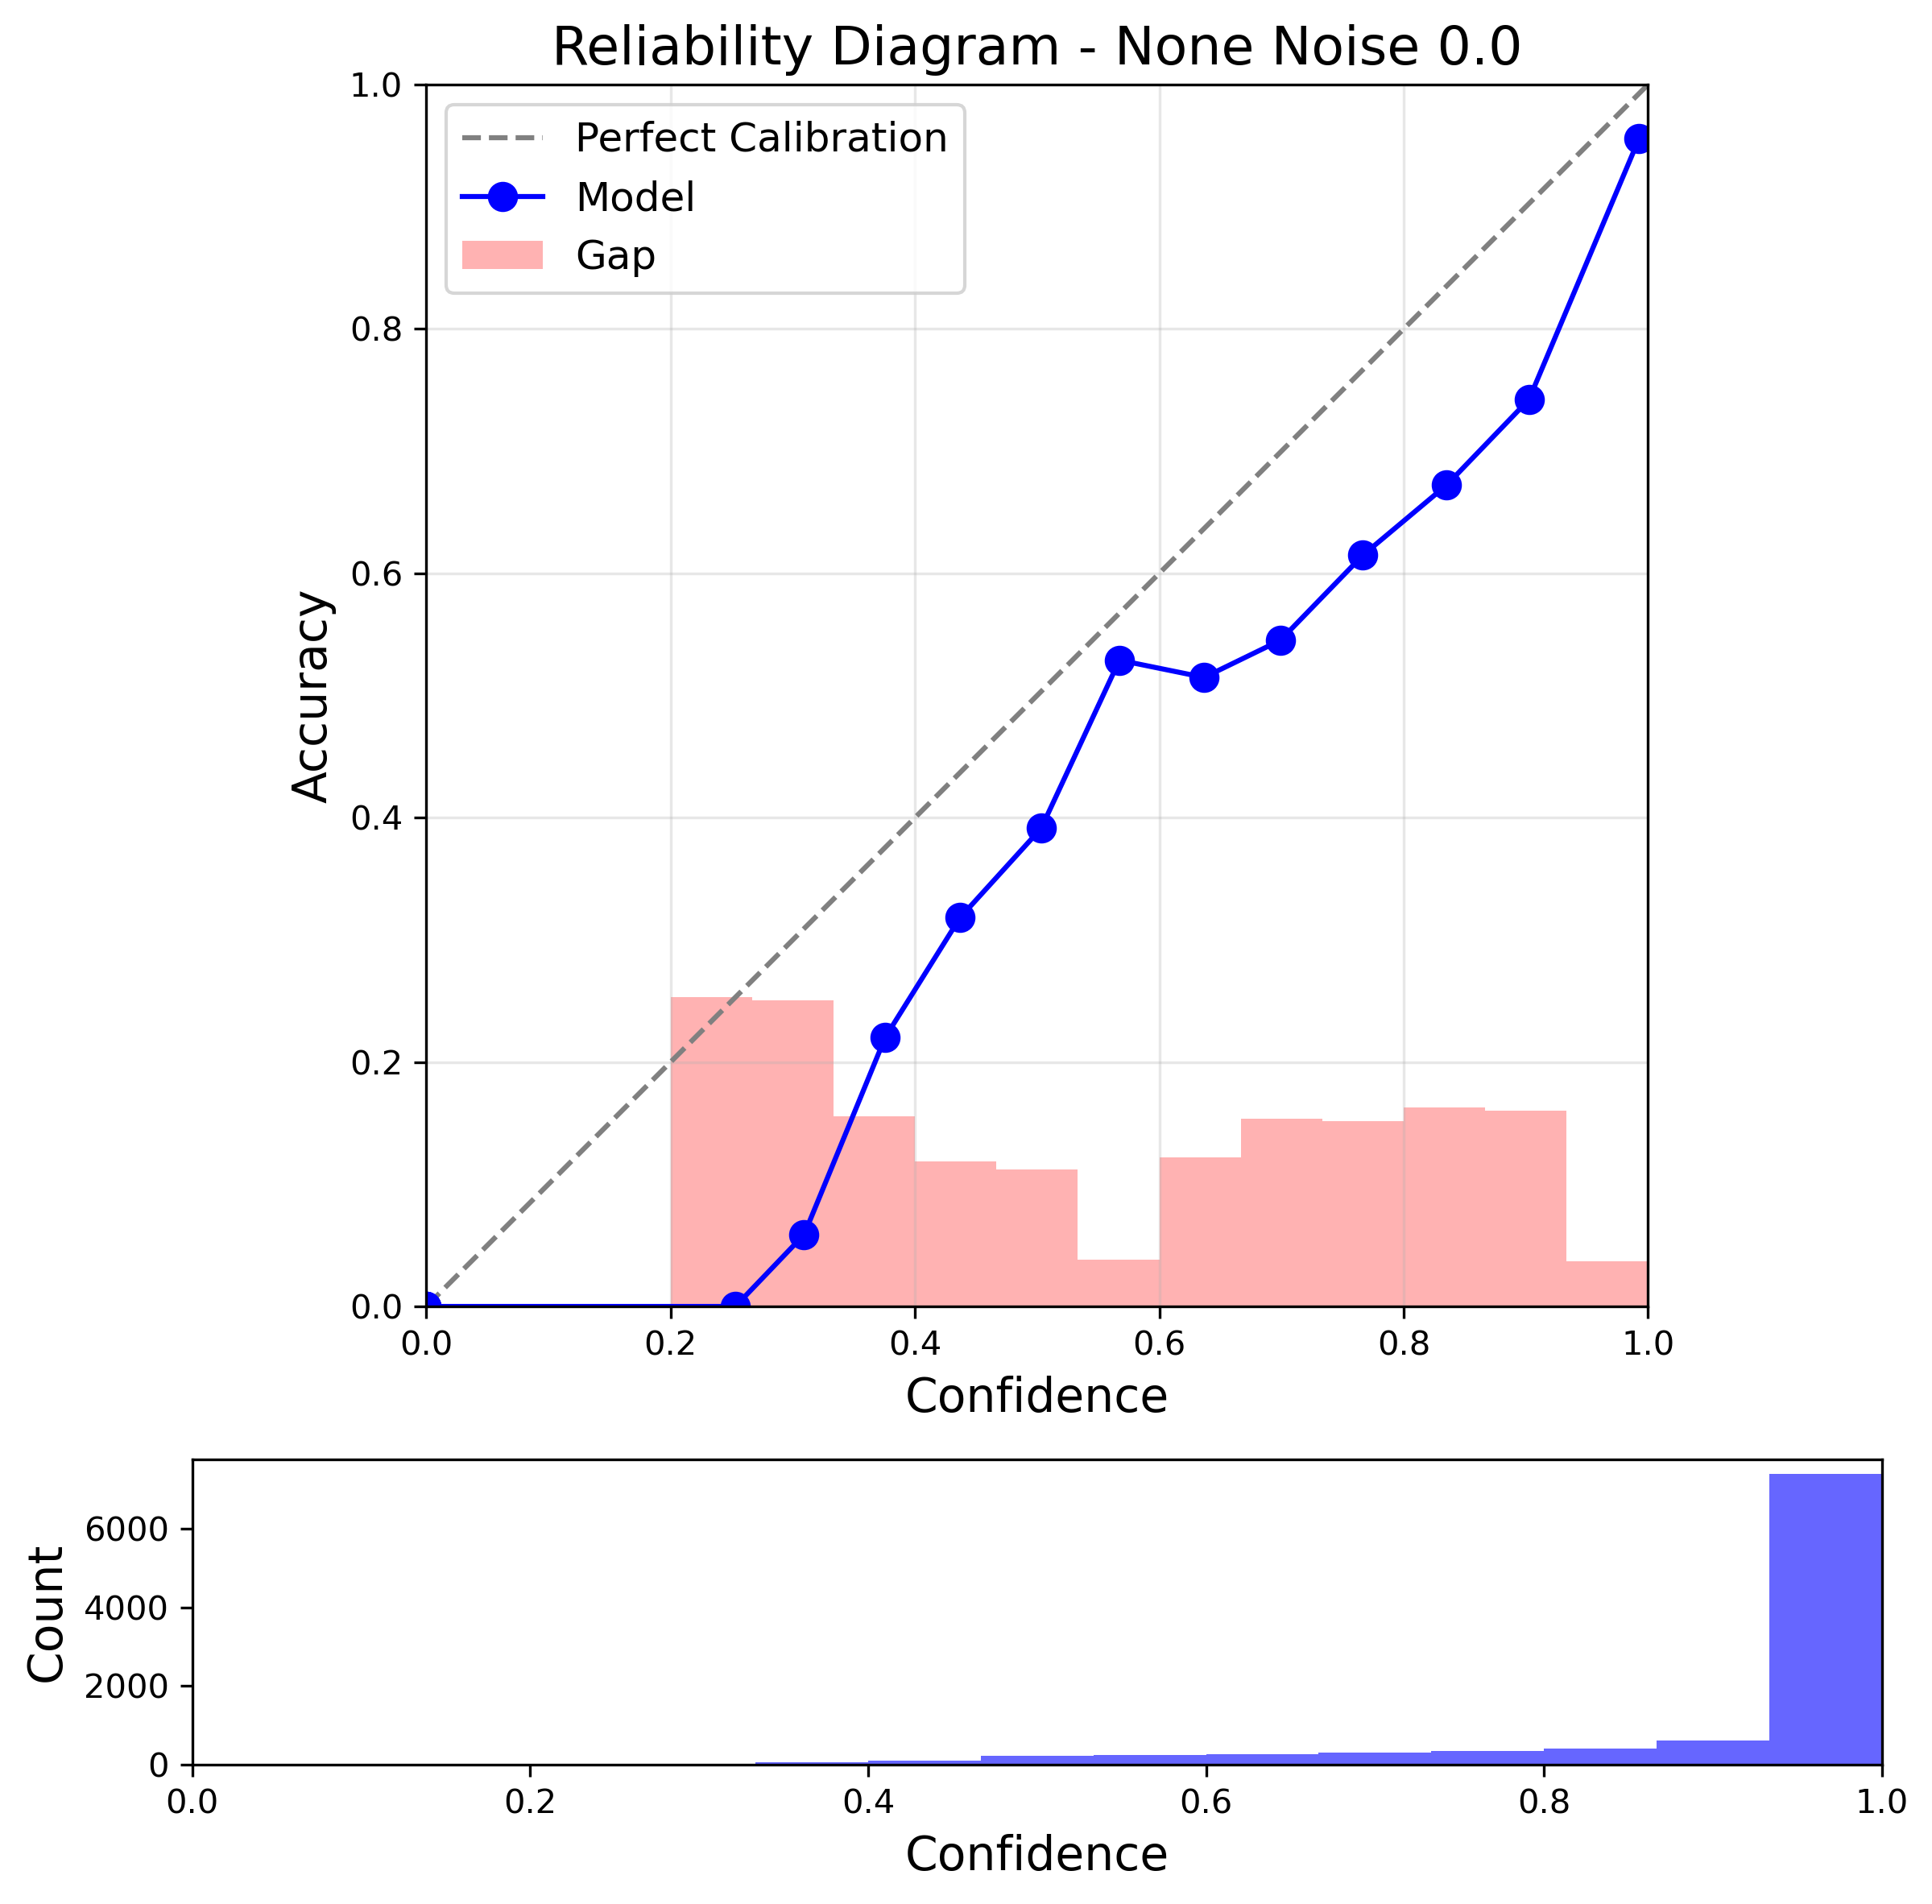 Reliability Diagram - None Noise 0.0
Perfect Calibration
Model
Gap
1.0
0.8
0.6
0.4
0.2
0.0
Accuracy
0.0 0.2 0.4 0.6 0.8 1.0
Confidence
6000
4000
2000
0
Count
0.0 0.2 0.4 0.6 0.8 1.0
Confidence